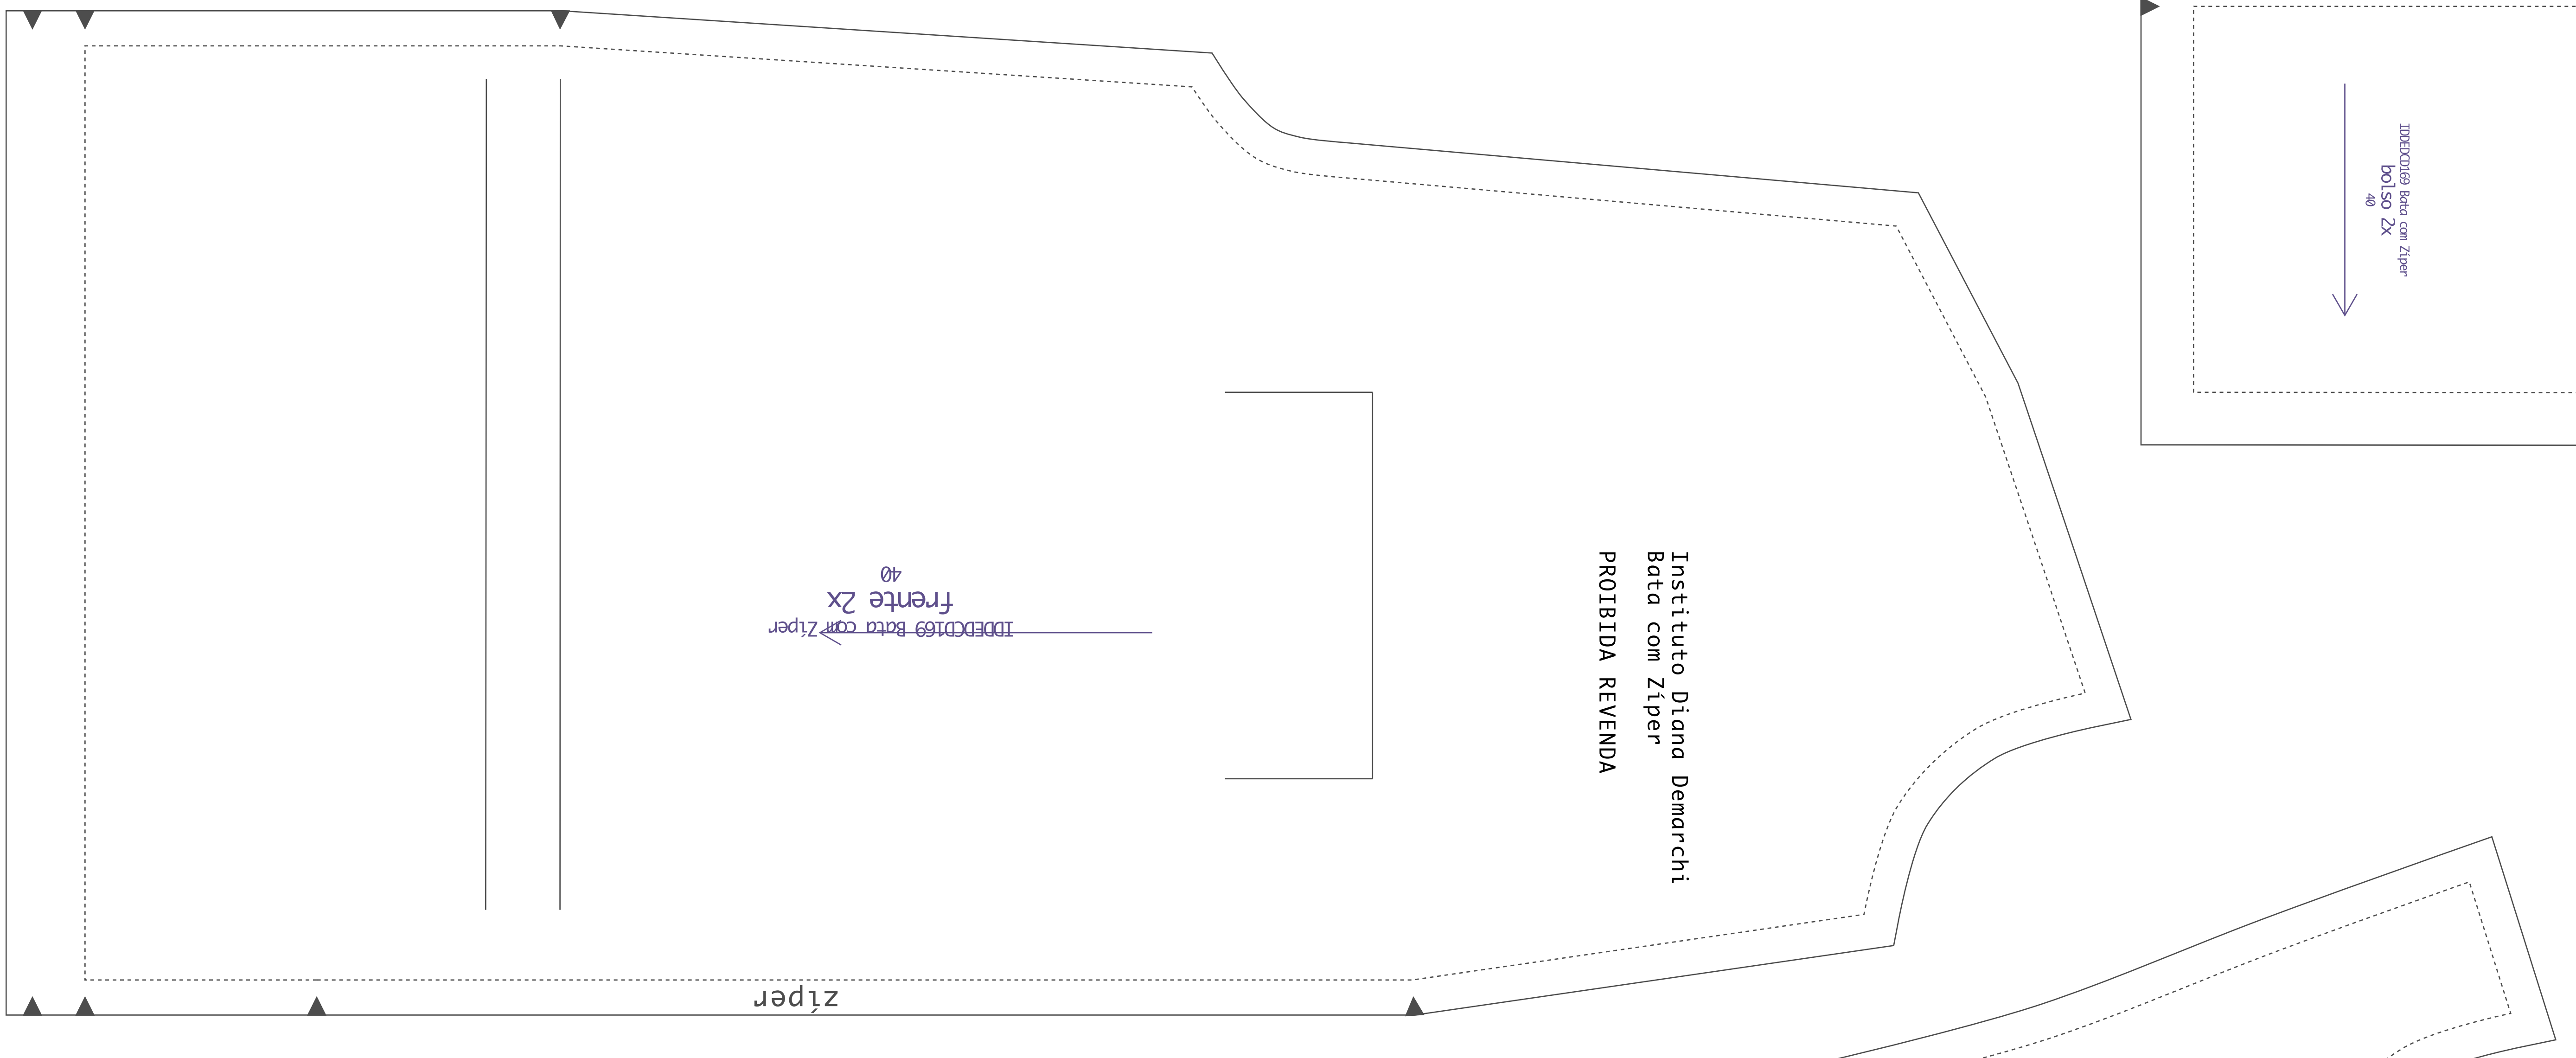 IDDEDCD169 Bata com Zíper
bolso 2x
40
IDDEDCD169 Bata com Zíper
frente 2x
40
Instituto Diana Demarchi
Bata com Zíper
PROIBIDA REVENDA
zíper